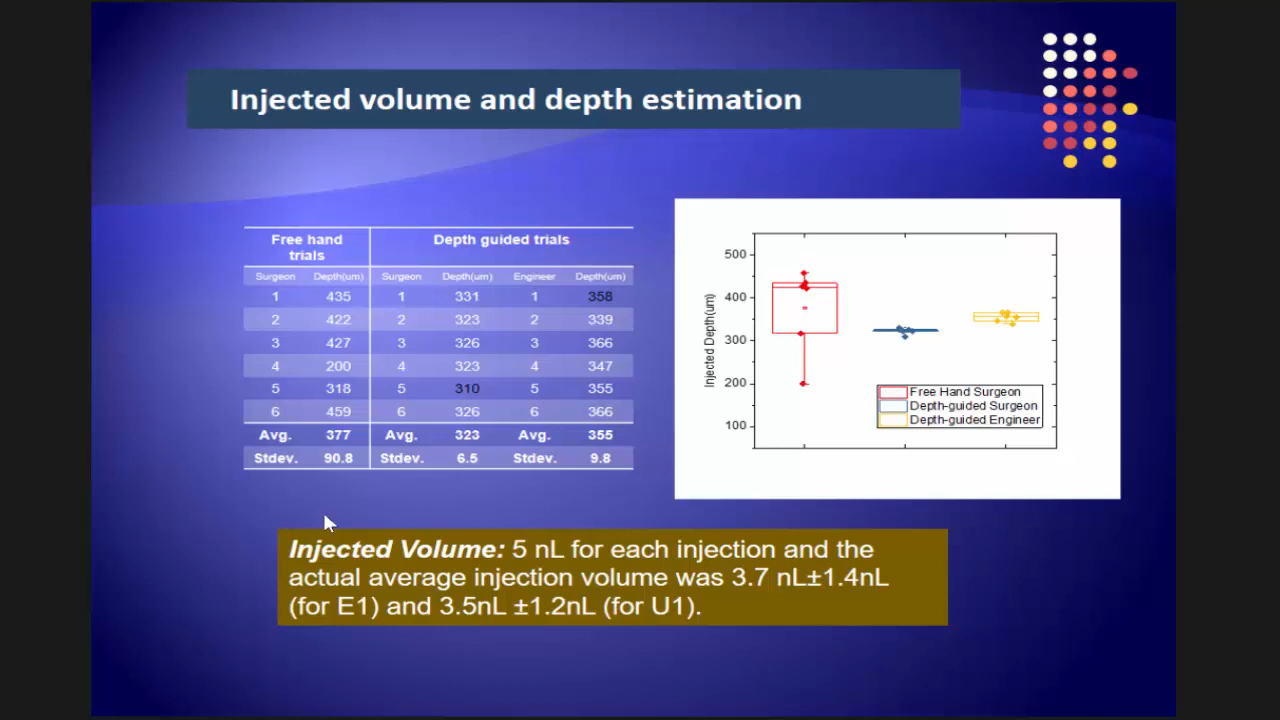 Injected volume and depth estimation
Free hand
trials
Depth guided trials
Surgeon Depth(um) Surgeon Depth(um) Engineer Depth(um)
1 435 1 331 1 358
2 422 2 323 2 339
3 427 3 326 3 366
4 200 4 323 4 347
5 318 5 310 5 355
6 459 6 326 6 366
Avg. 377 Avg. 323 Avg. 355
Stdev. 90.8 Stdev. 6.5 Stdev. 9.8
Injected Depth(um)
500
400
300
200
100
Free Hand Surgeon
Depth-guided Surgeon
Depth-guided Engineer
Injected Volume: 5 nL for each injection and the
actual average injection volume was 3.7 nL±1.4nL
(for E1) and 3.5nL ±1.2nL (for U1).